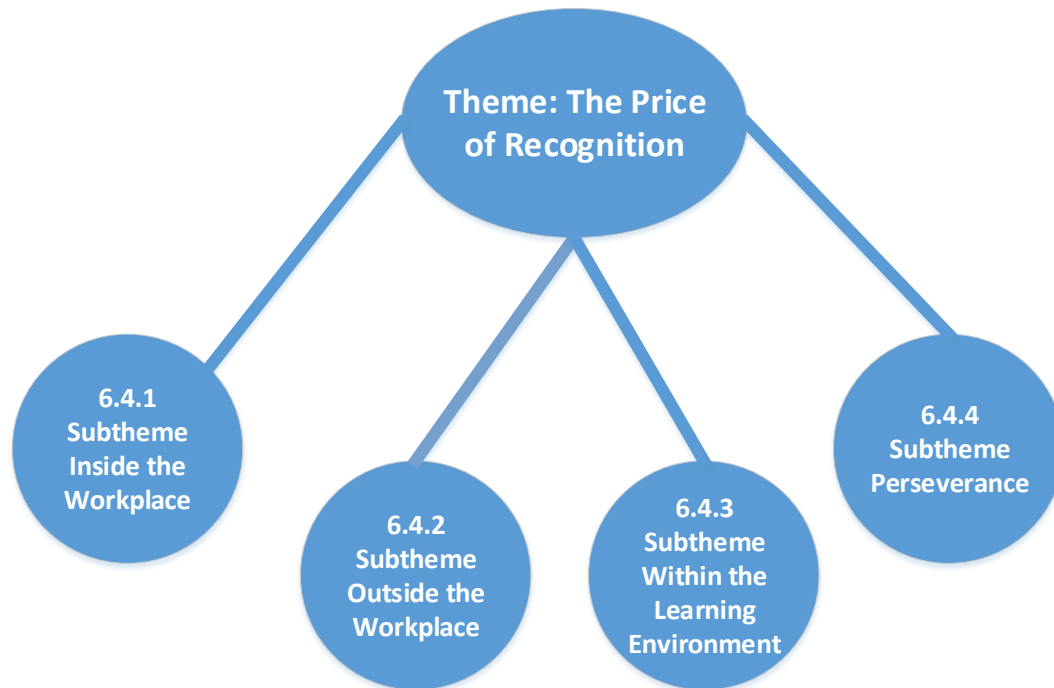 Theme: The Price
of Recognition
6.4.1
Subtheme
Inside the
Workplace
6.4.2
Subtheme
Outside the
Workplace
6.4.3
Subtheme
Within the
Learning
Environment
6.4.4
Subtheme
Perseverance